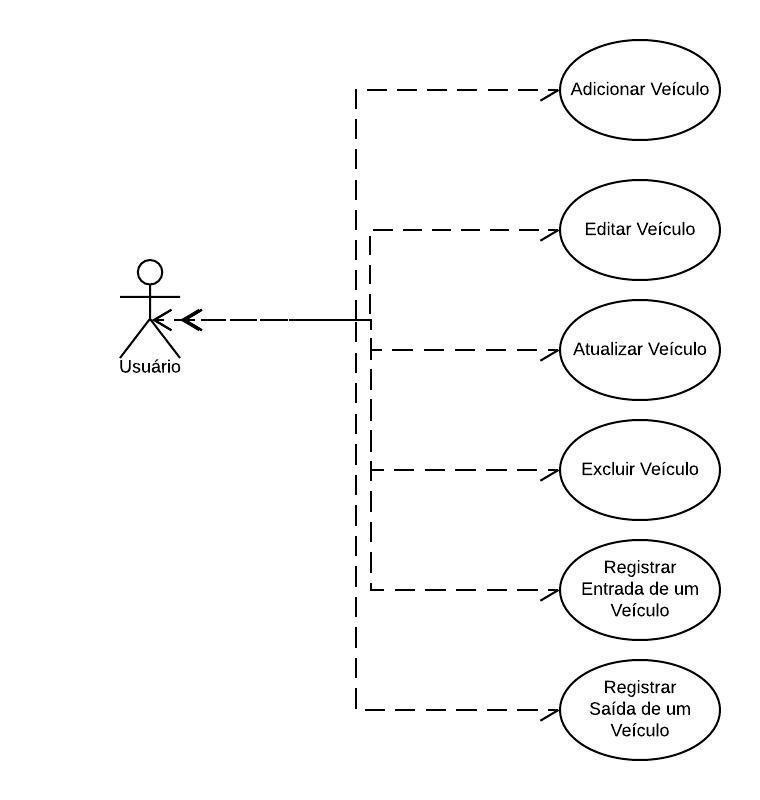 Adicionar Veículo
Editar Veículo
Usuário
Atualizar Veículo
Excluir Veículo
Registrar
Entrada de um
Veículo
Registrar
Saída de um
Veículo